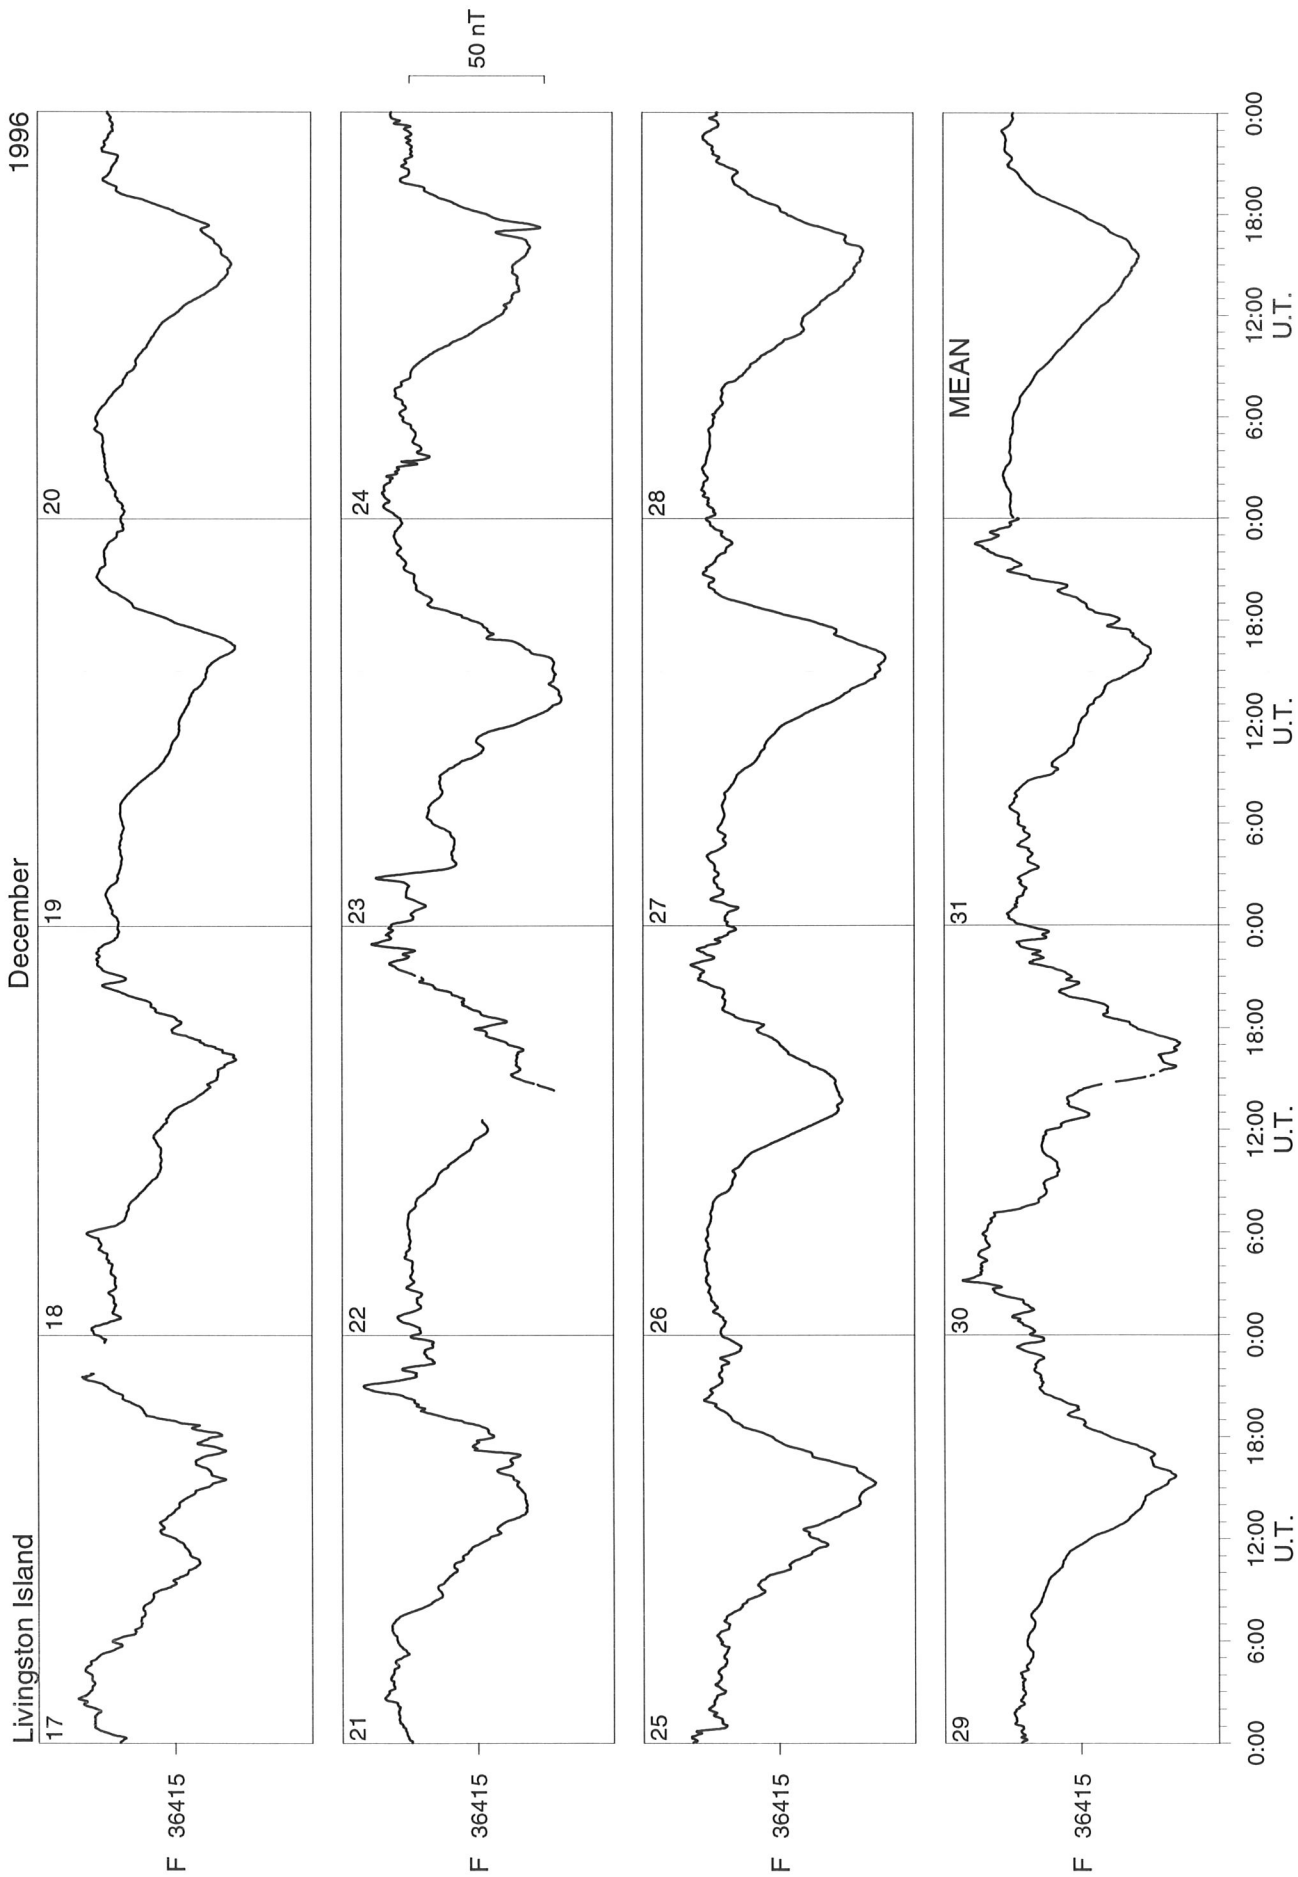 Livingston Island December 1996
17 18 19 20
F 36415
50 nT
21 22 23 24
F 36415
25 26 27 28
F 36415
29 30 31 MEAN
F 36415
0:00 6:00 12:00 18:00 0:00 6:00 12:00 18:00 0:00 6:00 12:00 18:00 0:00 6:00 12:00 18:00 0:00
U.T. U.T. U.T. U.T.